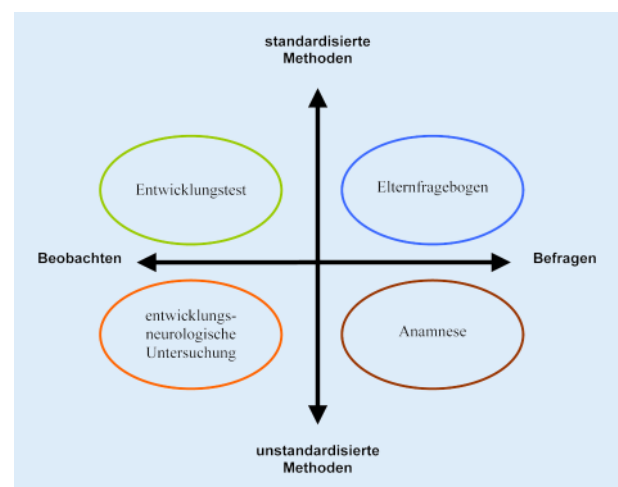 standardisierte
Methoden
Entwicklungstest
Elternfragebogen
Beobachten
Befragen
entwicklungs-
neurologische
Untersuchung
Anamnese
unstandardisierte
Methoden